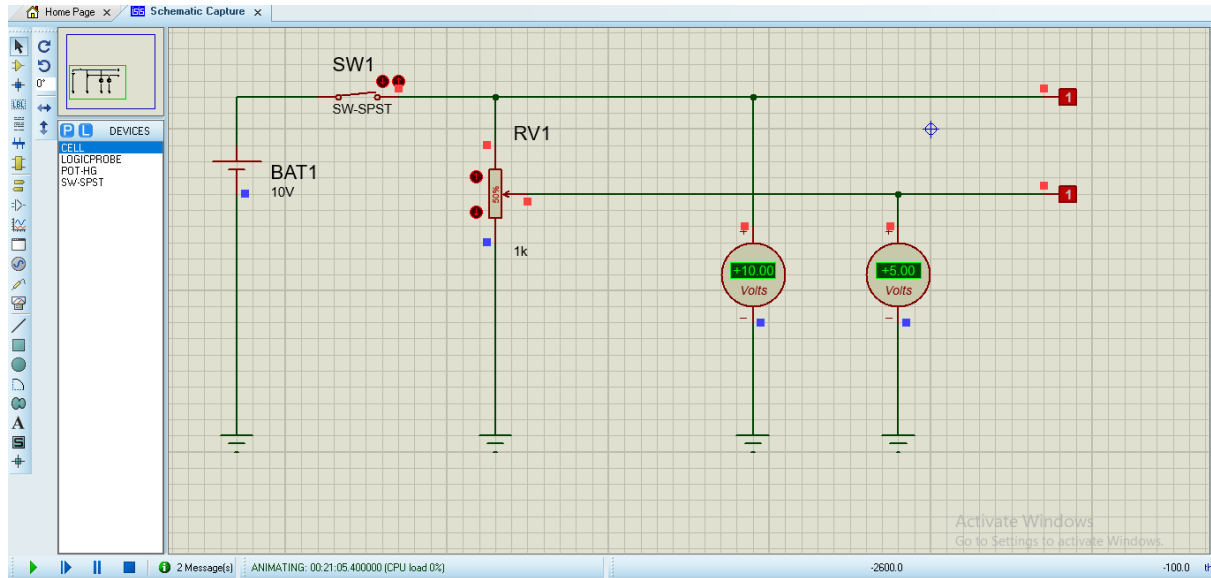 Home Page
Schematic Capture
0°
LBL
P L DEVICES
CELL
LOGICPROBE
POT-HG
SW-SPST
A
S
SW1
SW-SPST
1
RV1
BAT1
10V
50%
1
1k
+
+
+10.00
Volts
+5.00
Volts
Activate Windows
Go to Settings to activate Windows.
2 Message(s)
ANIMATING: 00:21:05.400000 (CPU load 0%)
-2600.0
-100.0
th